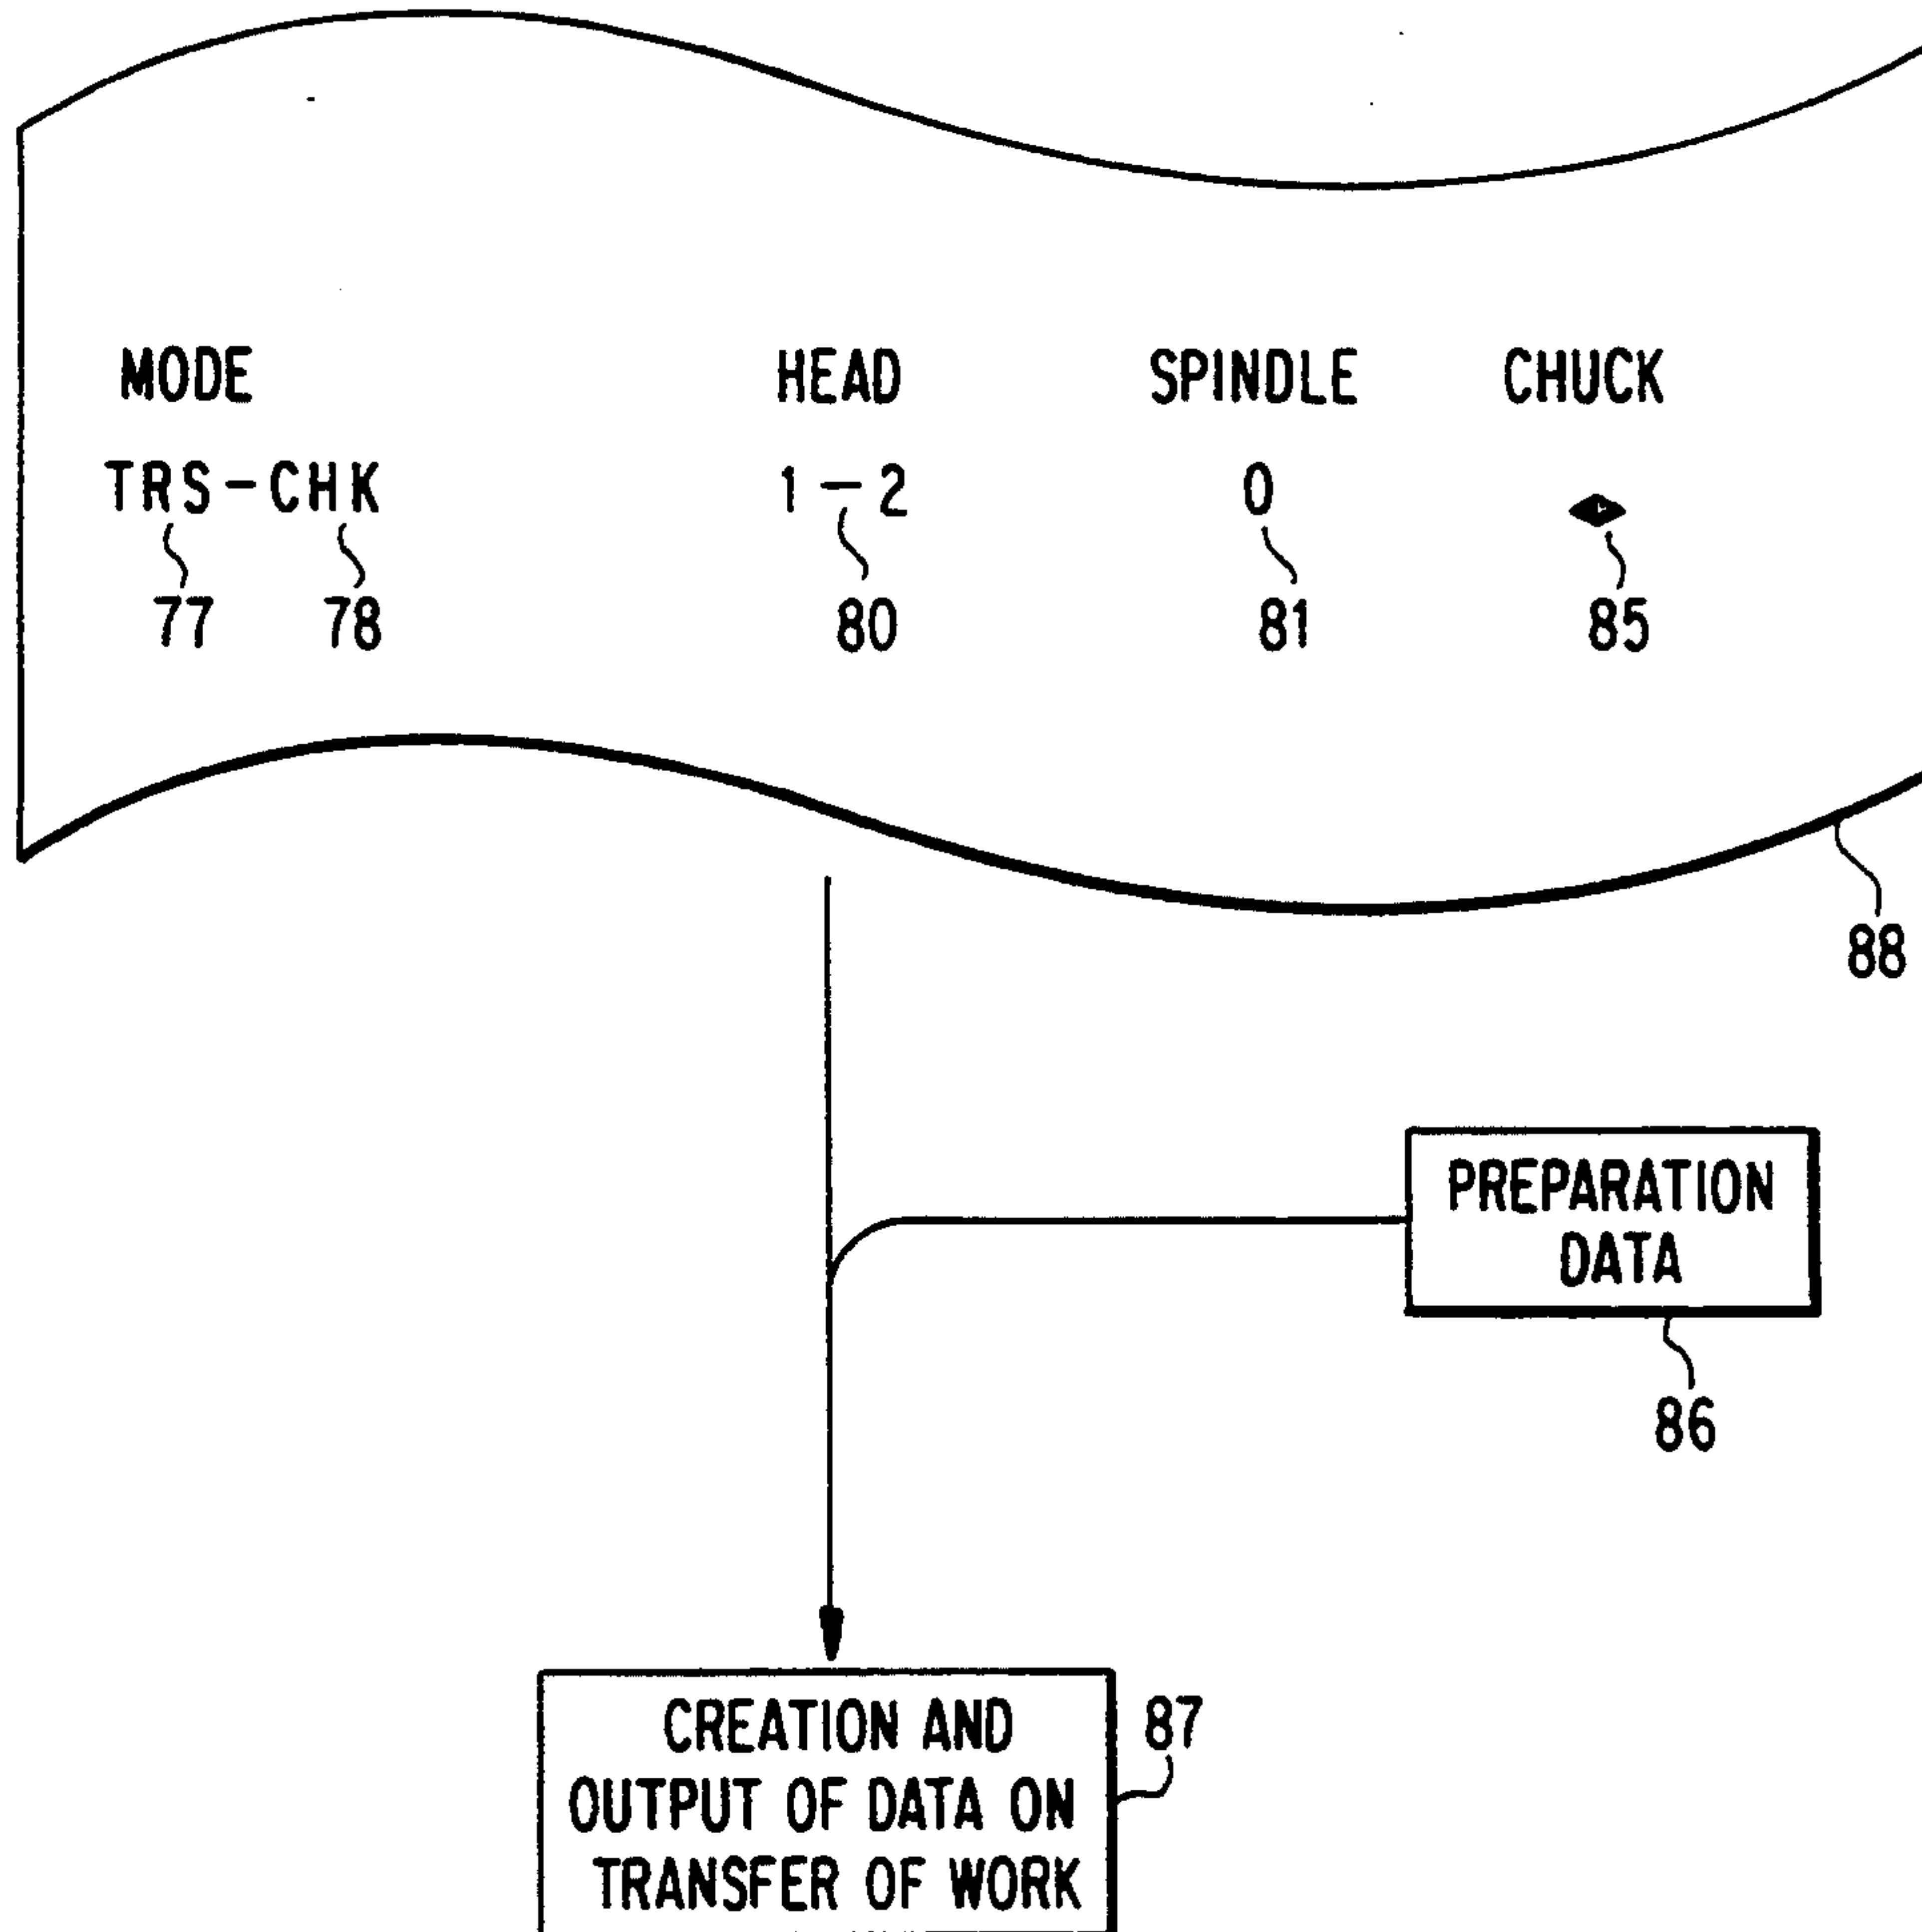 MODE HEAD SPINDLE CHUCK
TRS-CHK 1-2 0
77 78 80 81 85
88
PREPARATION
DATA
86
CREATION AND
OUTPUT OF DATA ON
TRANSFER OF WORK
87